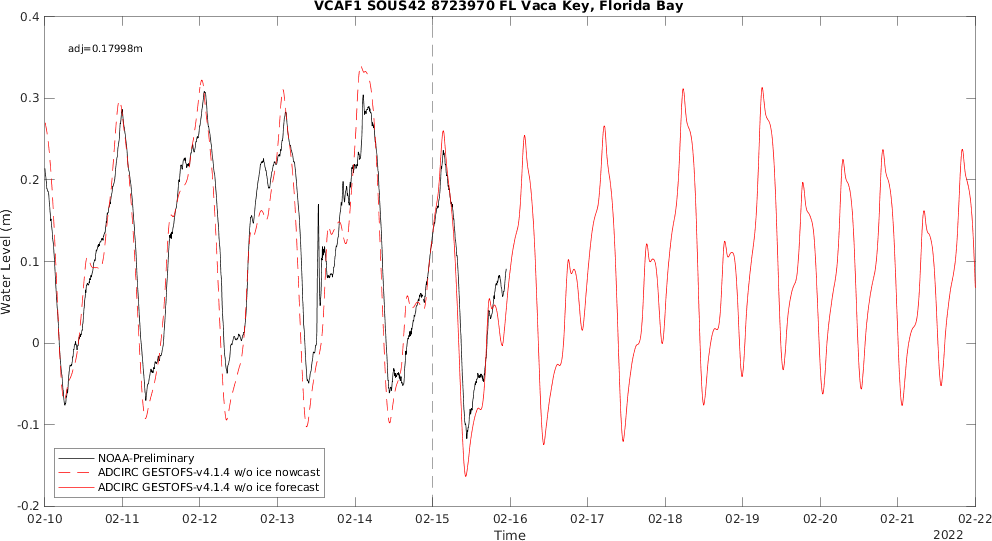 VCAF1 SOUS42 8723970 FL Vaca Key, Florida Bay
0.4
adj=0.17998m
0.3
0.2
0.1
0
-0.1
-0.2
Water Level (m)
NOAA-Preliminary
ADCIRC GESTOFS-v4.1.4 w/o ice nowcast
ADCIRC GESTOFS-v4.1.4 w/o ice forecast
02-10 02-11 02-12 02-13 02-14 02-15 02-16 02-17 02-18 02-19 02-20 02-21 02-22
Time
2022